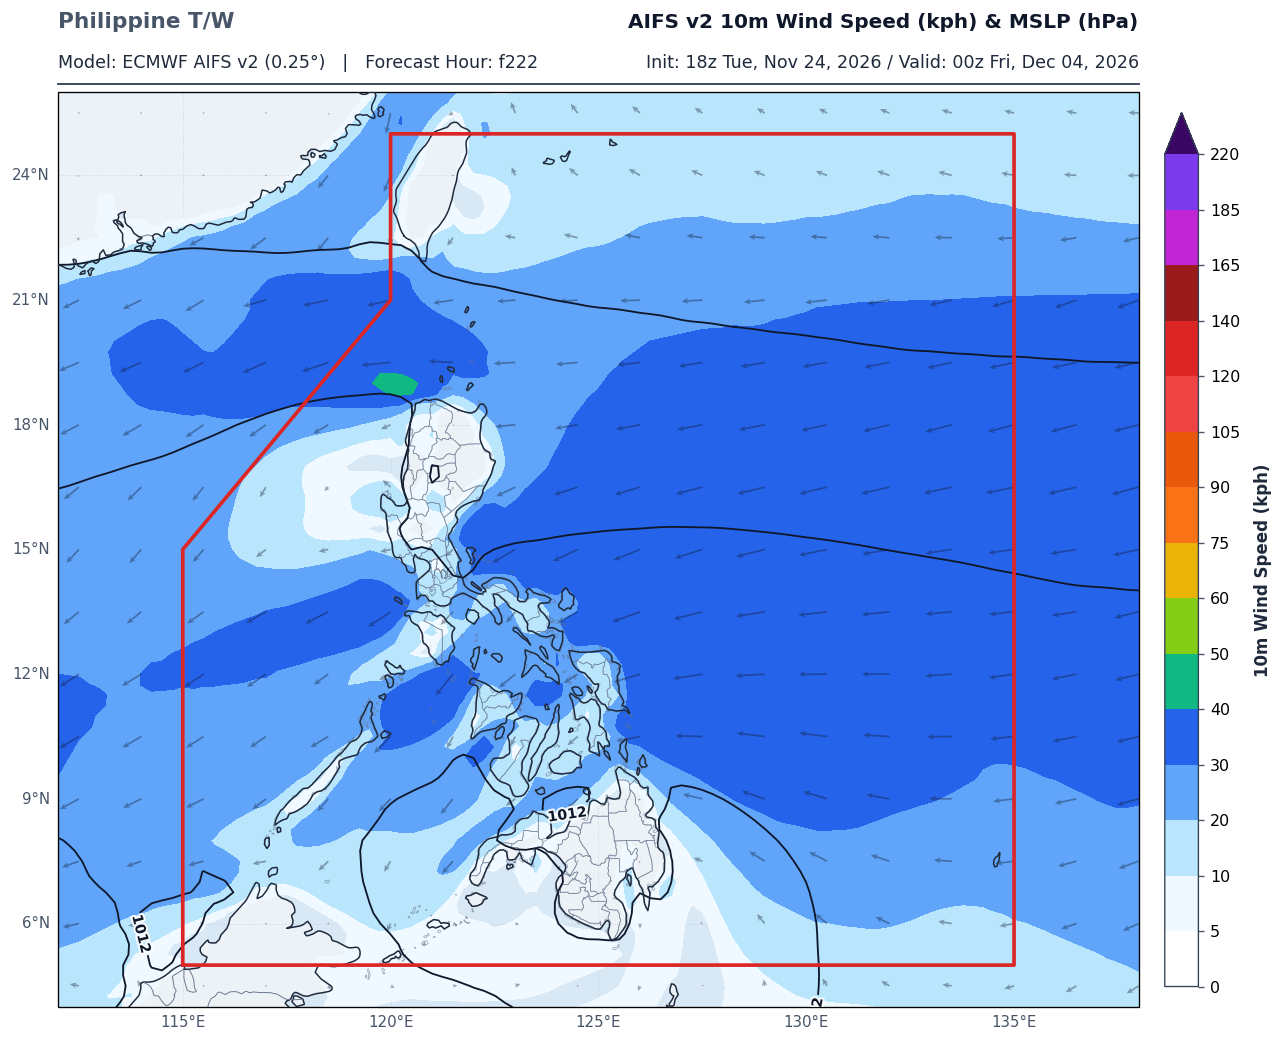 Philippine T/W
AIFS v2 10m Wind Speed (kph) & MSLP (hPa)
Model: ECMWF AIFS v2 (0.25°) | Forecast Hour: f222
Init: 18z Tue, Nov 24, 2026 / Valid: 00z Fri, Dec 04, 2026
24°N
21°N
18°N
15°N
12°N
9°N
6°N
115°E
120°E
125°E
130°E
135°E
1012
1012
2
220
185
165
140
120
105
90
75
60
50
40
30
20
10
5
0
10m Wind Speed (kph)